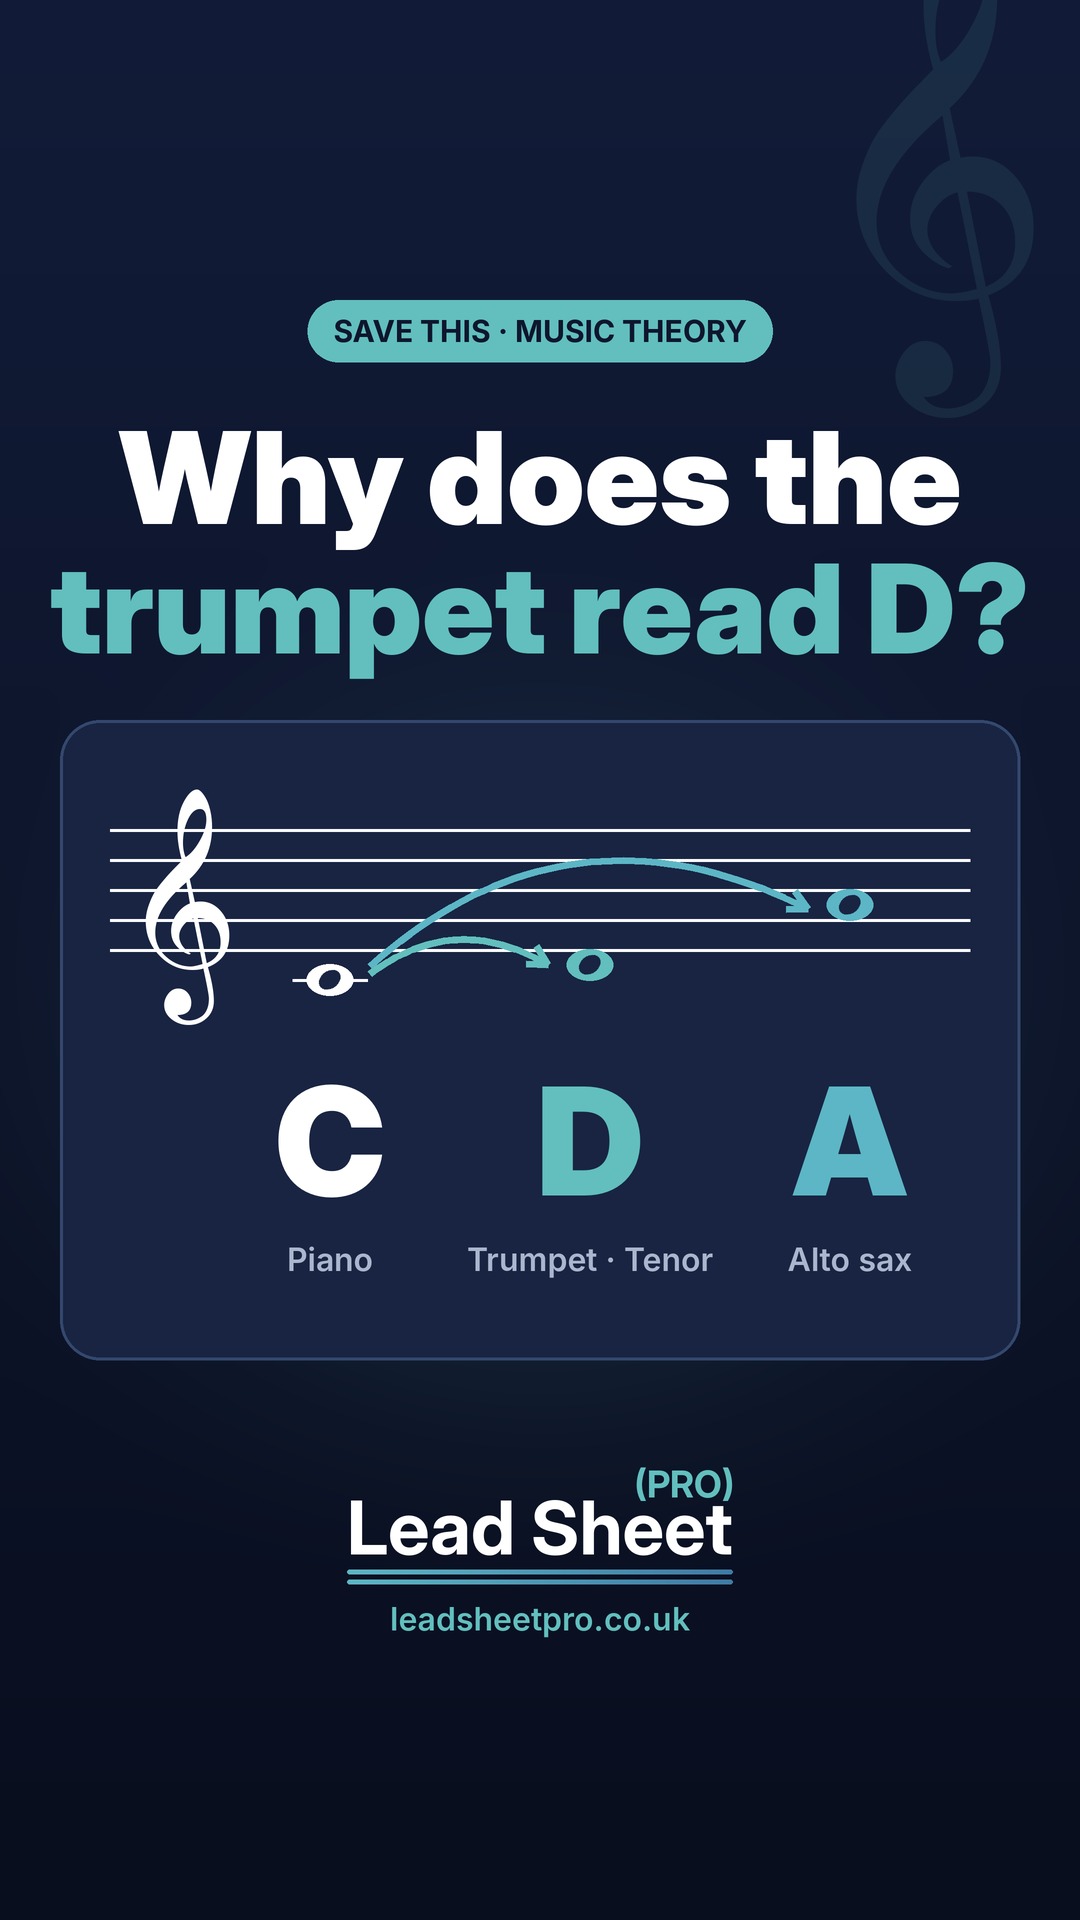 SAVE THIS · MUSIC THEORY
Why does the
trumpet read D?
C D A
Piano Trumpet · Tenor Alto sax
(PRO)
Lead Sheet
leadsheetpro.co.uk